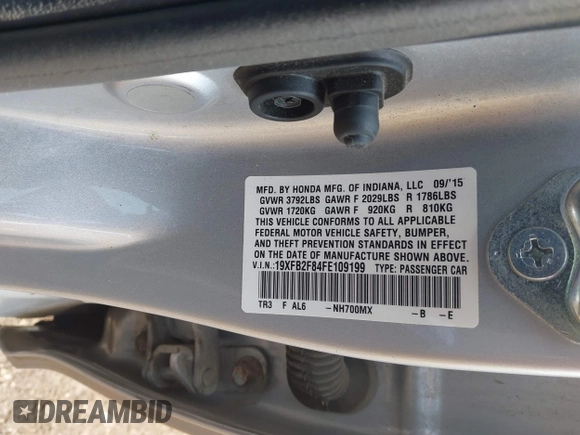 MFD. BY HONDA MFG. OF INDIANA, LLC 09/'15
GVWR 3792LBS GAWR F 2029LBS R 1786LBS
GVWR 1720KG GAWR F 920KG R 810KG
THIS VEHICLE CONFORMS TO ALL APPLICABLE
FEDERAL MOTOR VEHICLE SAFETY, BUMPER,
AND THEFT PREVENTION STANDARDS IN EFFECT
ON THE DATE OF MANUFACTURE SHOWN ABOVE.
V.I.N.:19XFB2F84FE109199 TYPE: PASSENGER CAR
TR3 F AL6 -NH700MX -B -E
DREAMBID